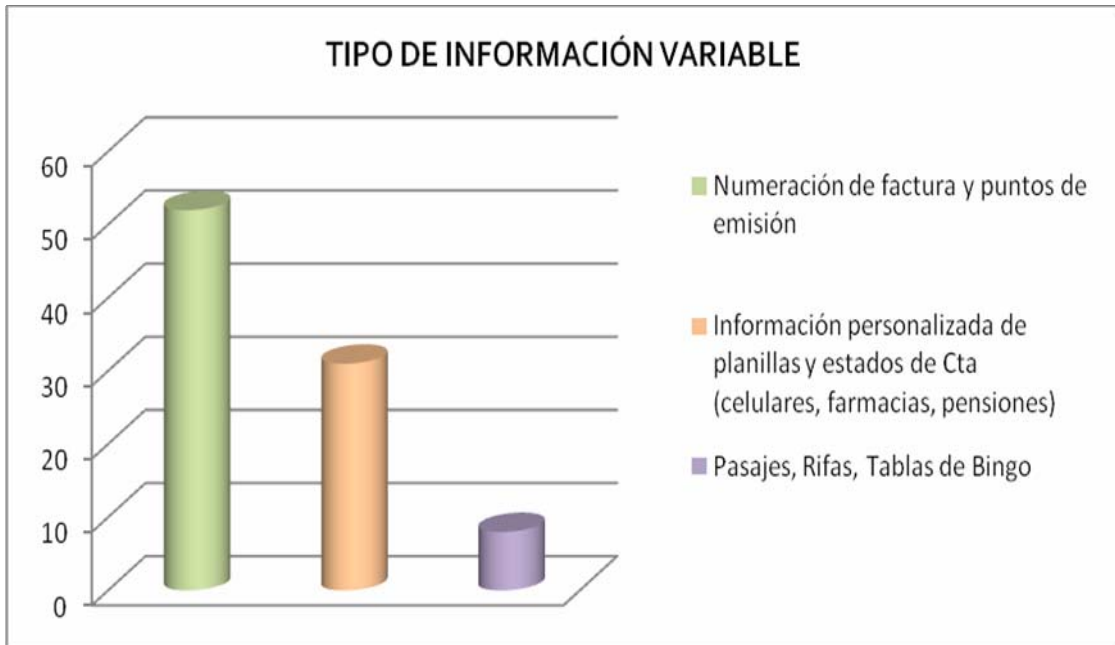 TIPO DE INFORMACIÓN VARIABLE
60
50
40
30
20
10
0
Numeración de factura y puntos de
emisión
Información personalizada de
planillas y estados de Cta
(celulares, farmacias, pensiones)
Pasajes, Rifas, Tablas de Bingo